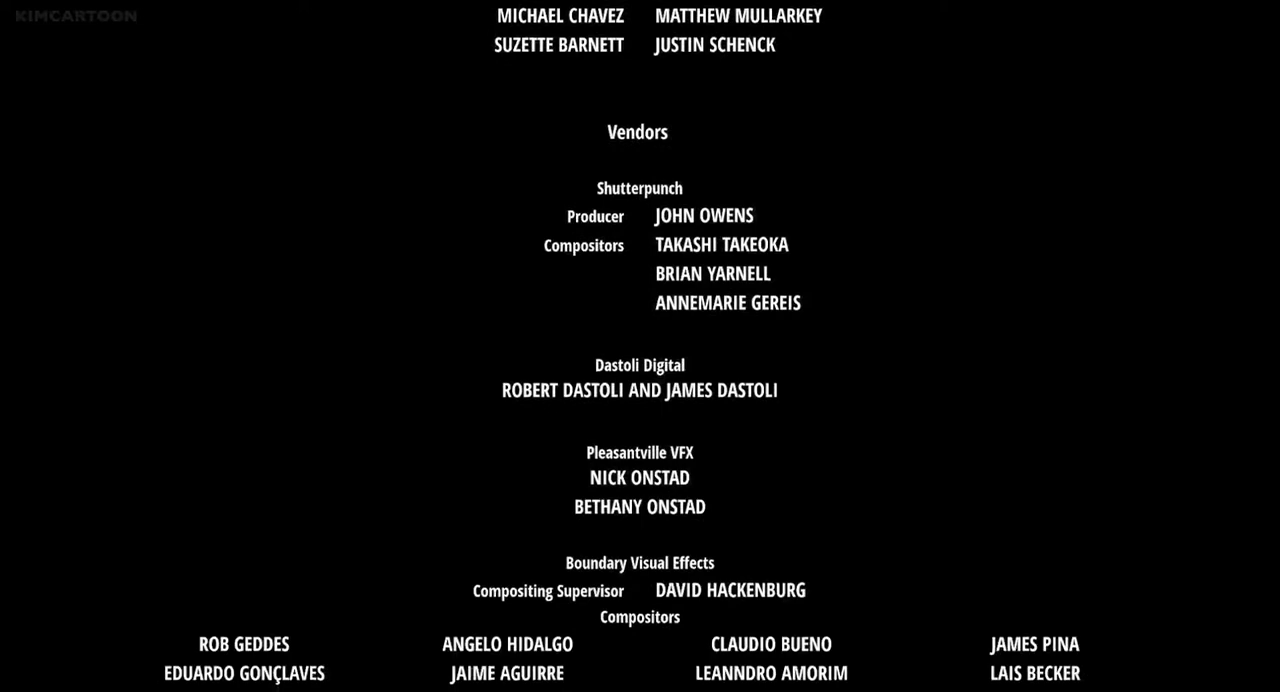 KIMCARTOON
MICHAEL CHAVEZ MATTHEW MULLARKEY
SUZETTE BARNETT JUSTIN SCHENCK
Vendors
Shutterpunch
Producer JOHN OWENS
Compositors TAKASHI TAKEOKA
BRIAN YARNELL
ANNEMARIE GEREIS
Dastoli Digital
ROBERT DASTOLI AND JAMES DASTOLI
Pleasantville VFX
NICK ONSTAD
BETHANY ONSTAD
Boundary Visual Effects
Compositing Supervisor DAVID HACKENBURG
Compositors
ROB GEDDES ANGELO HIDALGO CLAUDIO BUENO JAMES PINA
EDUARDO GONÇLAVES JAIME AGUIRRE LEANNDRO AMORIM LAIS BECKER